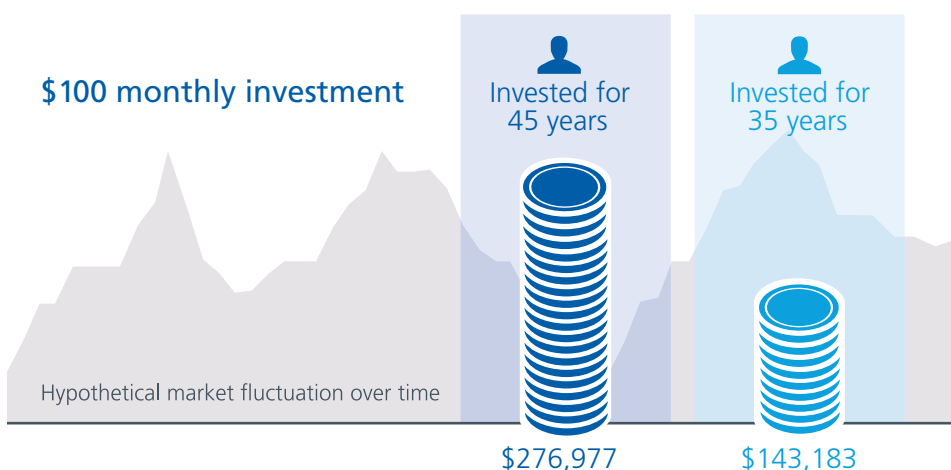 $100 monthly investment
Invested for
45 years
Invested for
35 years
Hypothetical market fluctuation over time
$276,977
$143,183